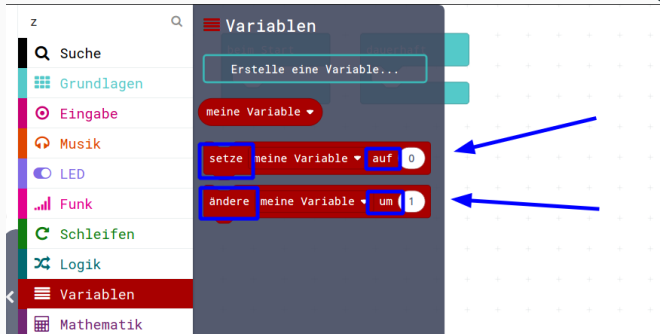 z
Suche
Grundlagen
Eingabe
Musik
LED
Funk
Schleifen
Logik
Variablen
Mathematik
Variablen
Erstelle eine Variable...
meine Variable
setze meine Variable auf 0
ändere meine Variable um 1